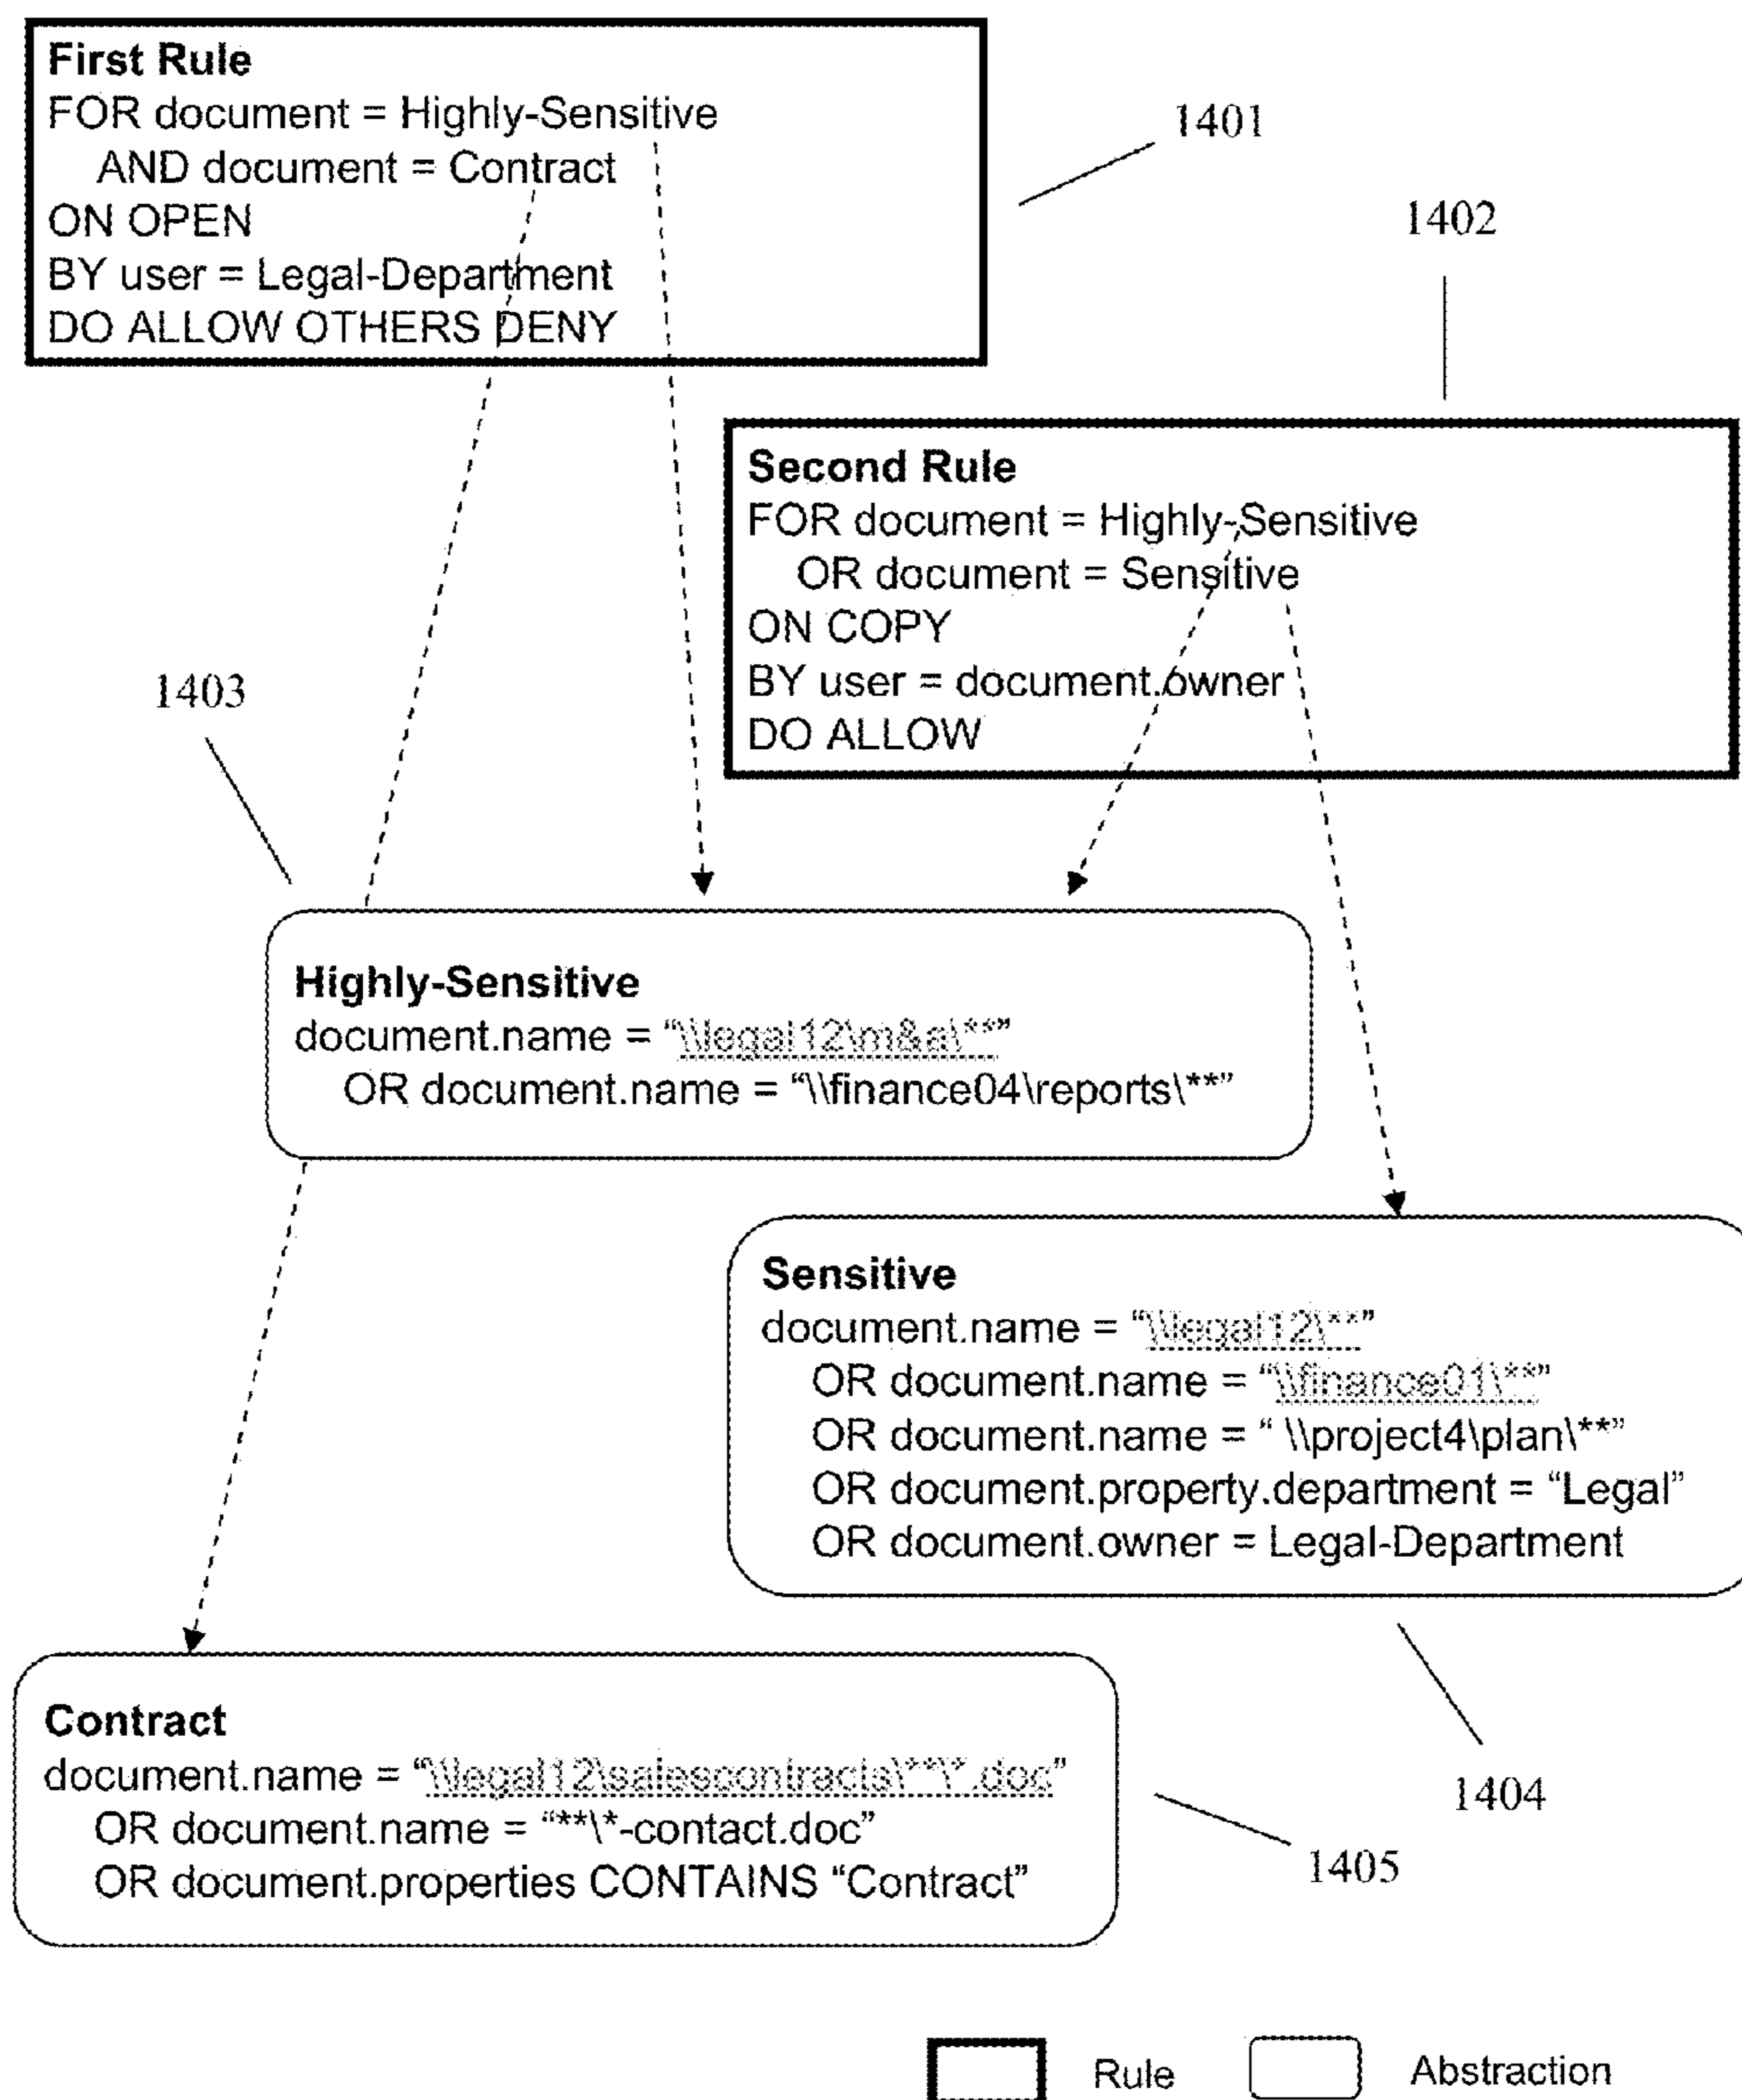 First Rule
FOR document = Highly-Sensitive
AND document = Contract
ON OPEN
BY user = Legal-Department
DO ALLOW OTHERS DENY
1401
1402
Second Rule
FOR document = Highly-Sensitive
OR document = Sensitive
ON COPY
BY user = document.owner
DO ALLOW
1403
Highly-Sensitive
document.name = “\\legal12\m&a\**”
OR document.name = “\\finance04\reports\**”
Sensitive
document.name = “\\legal12\**”
OR document.name = “\\finance01\**”
OR document.name = “ \\project4\plan\**”
OR document.property.department = “Legal”
OR document.owner = Legal-Department
1404
Contract
document.name = “\\legal12\salescontracts\**\*.doc”
OR document.name = “**\*-contact.doc”
OR document.properties CONTAINS “Contract”
1405
Rule
Abstraction